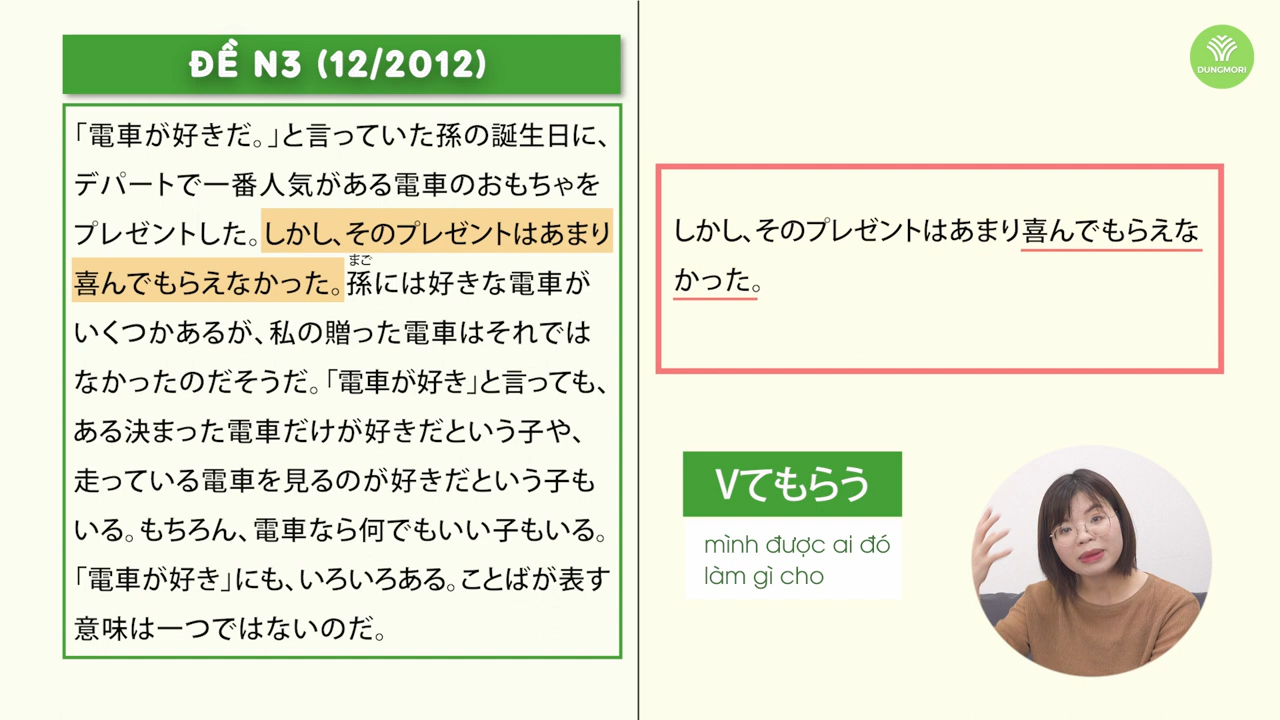 ĐỀ N3 (12/2012)
「電車が好きだ。」と言っていた孫の誕生日に、
デパートで一番人気がある電車のおもちゃを
プレゼントした。しかし、そのプレゼントはあまり
喜んでもらえなかった。孫には好きな電車が
まご
いくつかあるが、私の贈った電車はそれでは
なかったのだそうだ。「電車が好き」と言っても、
ある決まった電車だけが好きだという子や、
走っている電車を見るのが好きだという子も
いる。もちろん、電車なら何でもいい子もいる。
「電車が好き」にも、いろいろある。ことばが表す
意味は一つではないのだ。
DUNGMORI
しかし、そのプレゼントはあまり喜んでもらえな
かった。
Vてもらう
mình được ai đó
làm gì cho